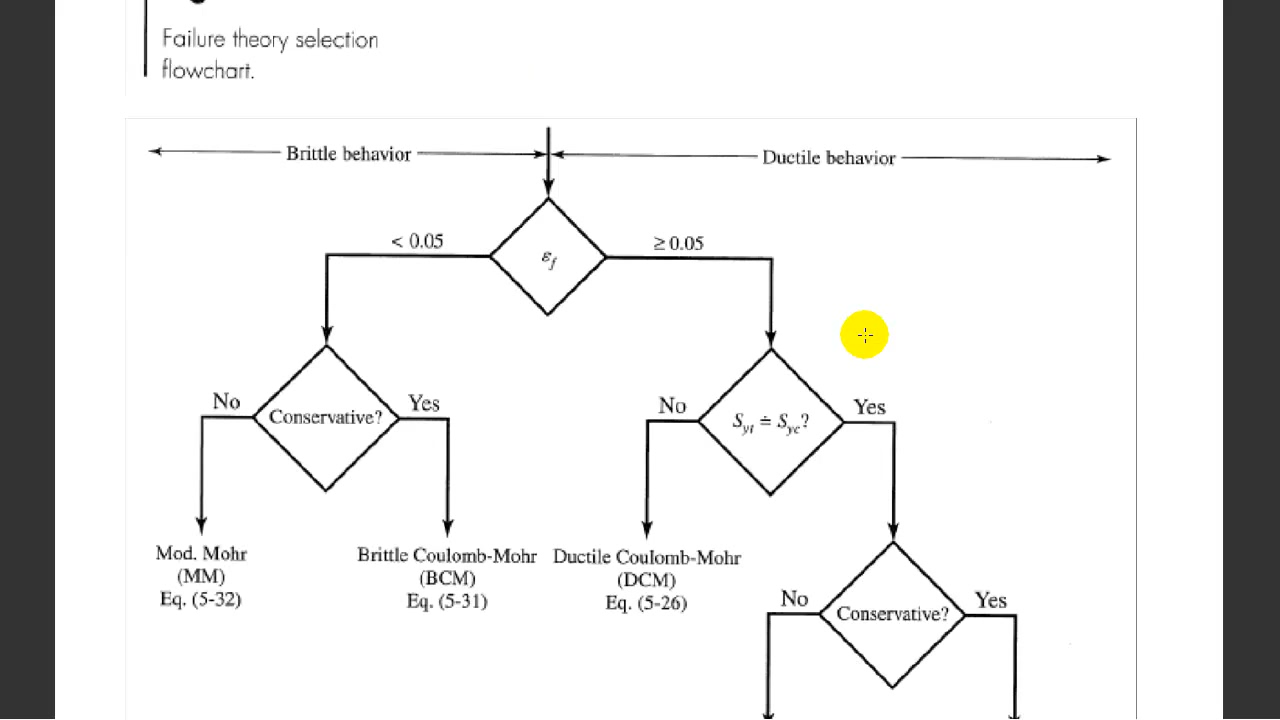 Failure theory selection
flowchart.
Brittle behavior
Ductile behavior
< 0.05
εf
≥ 0.05
No
Conservative?
Yes
No
Syt ≐ Syc?
Yes
Mod. Mohr
(MM)
Eq. (5-32)
Brittle Coulomb-Mohr
(BCM)
Eq. (5-31)
Ductile Coulomb-Mohr
(DCM)
Eq. (5-26)
No
Conservative?
Yes